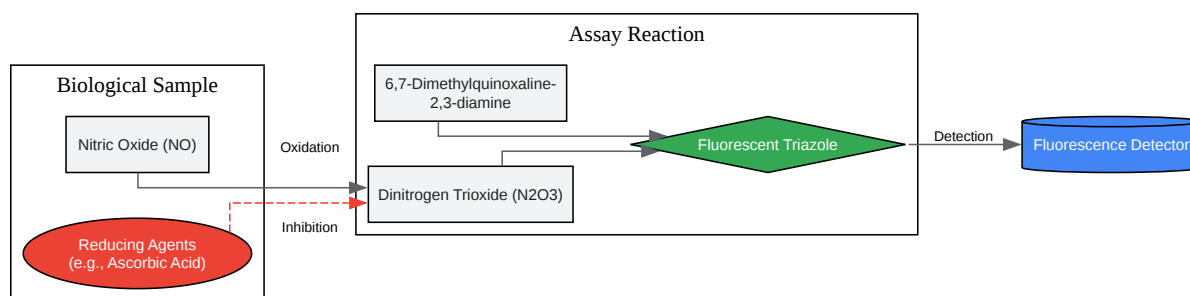 Assay Reaction
Biological Sample
6,7-Dimethylquinoxaline-
2,3-diamine
Nitric Oxide (NO)
Oxidation
Fluorescent Triazole
Detection
Fluorescence Detector
Dinitrogen Trioxide (N2O3)
Inhibition
Reducing Agents
(e.g., Ascorbic Acid)